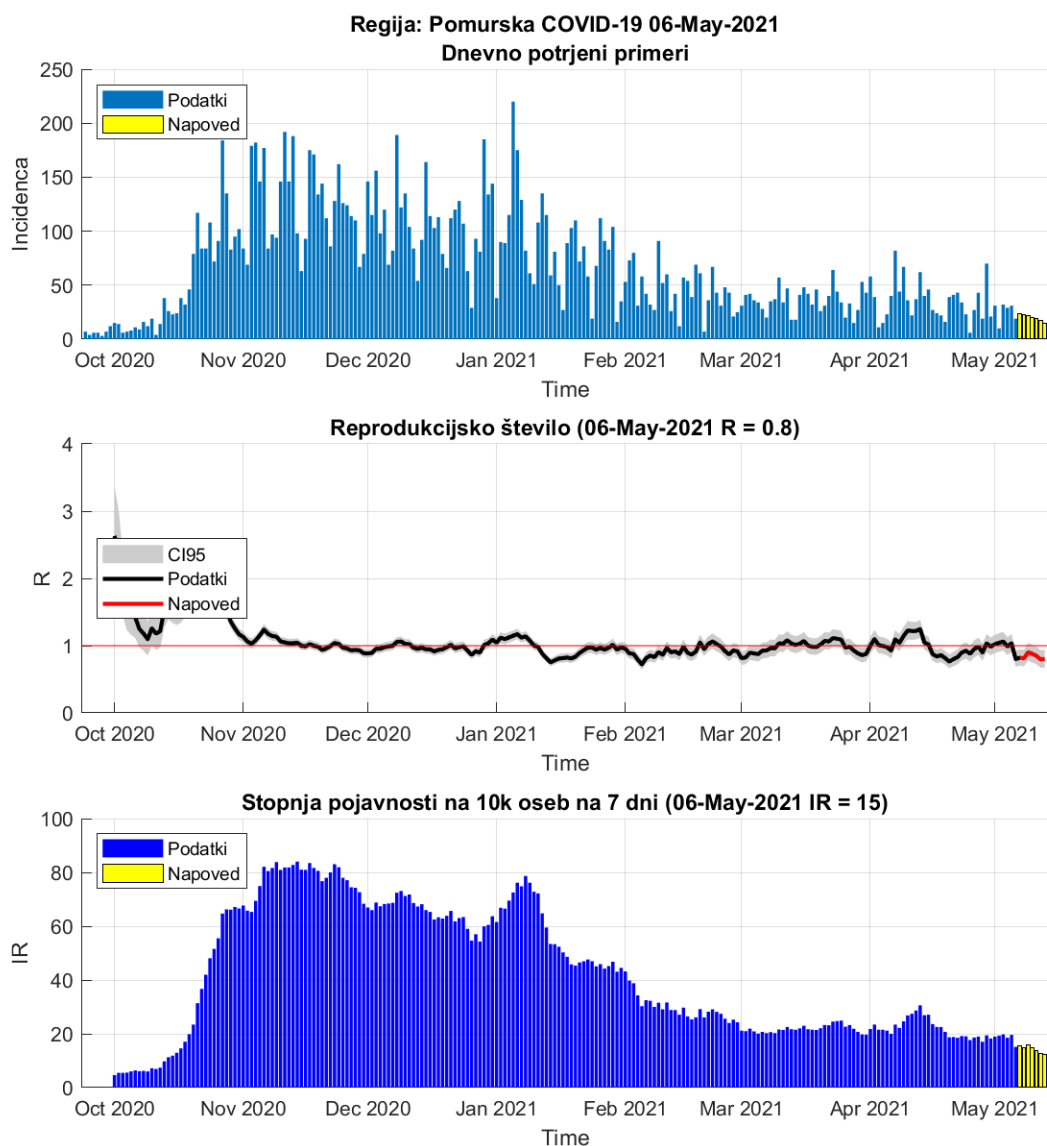 Regija: Pomurska COVID-19 06-May-2021
Dnevno potrjeni primeri
250
200
150
100
50
0
Incidenca
Podatki
Napoved
Oct 2020 Nov 2020 Dec 2020 Jan 2021 Feb 2021 Mar 2021 Apr 2021 May 2021
Time
Reprodukcijsko število (06-May-2021 R = 0.8)
4
3
2
1
0
R
CI95
Podatki
Napoved
Oct 2020 Nov 2020 Dec 2020 Jan 2021 Feb 2021 Mar 2021 Apr 2021 May 2021
Time
Stopnja pojavnosti na 10k oseb na 7 dni (06-May-2021 IR = 15)
100
80
60
40
20
0
IR
Podatki
Napoved
Oct 2020 Nov 2020 Dec 2020 Jan 2021 Feb 2021 Mar 2021 Apr 2021 May 2021
Time